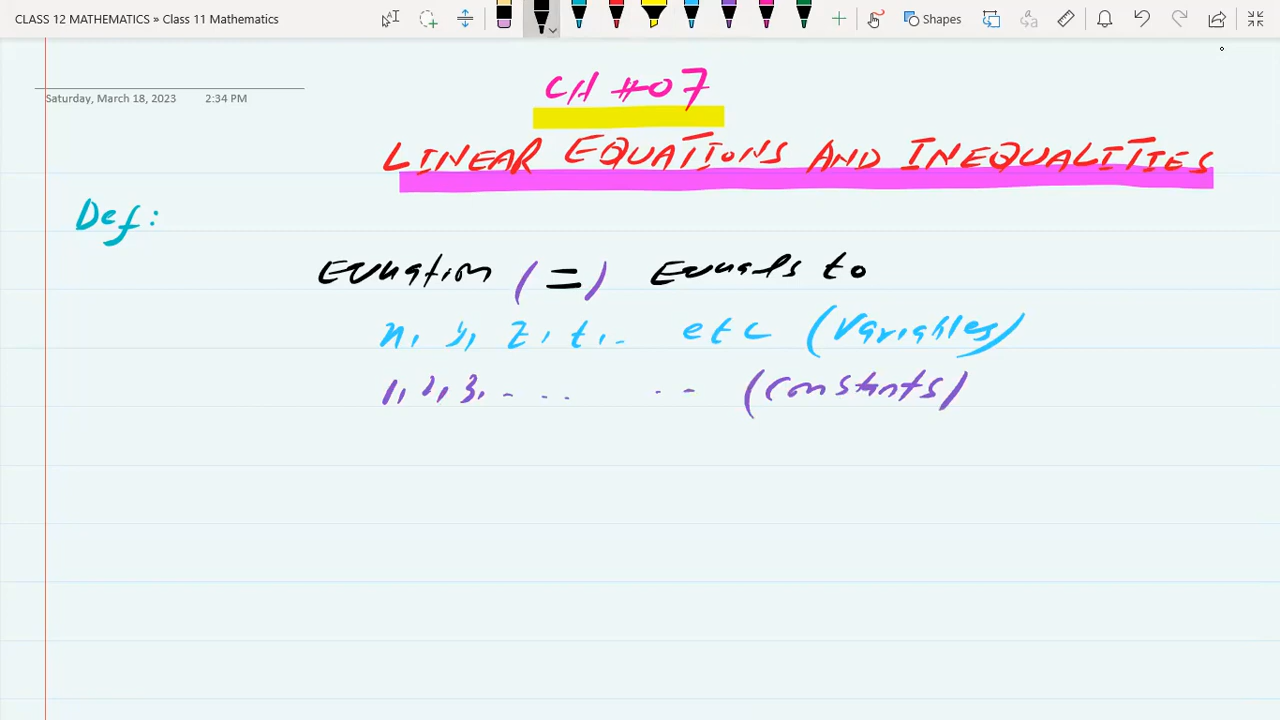 CLASS 12 MATHEMATICS » Class 11 Mathematics
Shapes
CH #07
Saturday, March 18, 2023 2:34 PM
LINEAR EQUATIONS AND INEQUALITIES
Def:
Equation (=) Equals to
x, y, z, t, .. etc (Variables)
1, 2, 3, - .. .. (Constants)